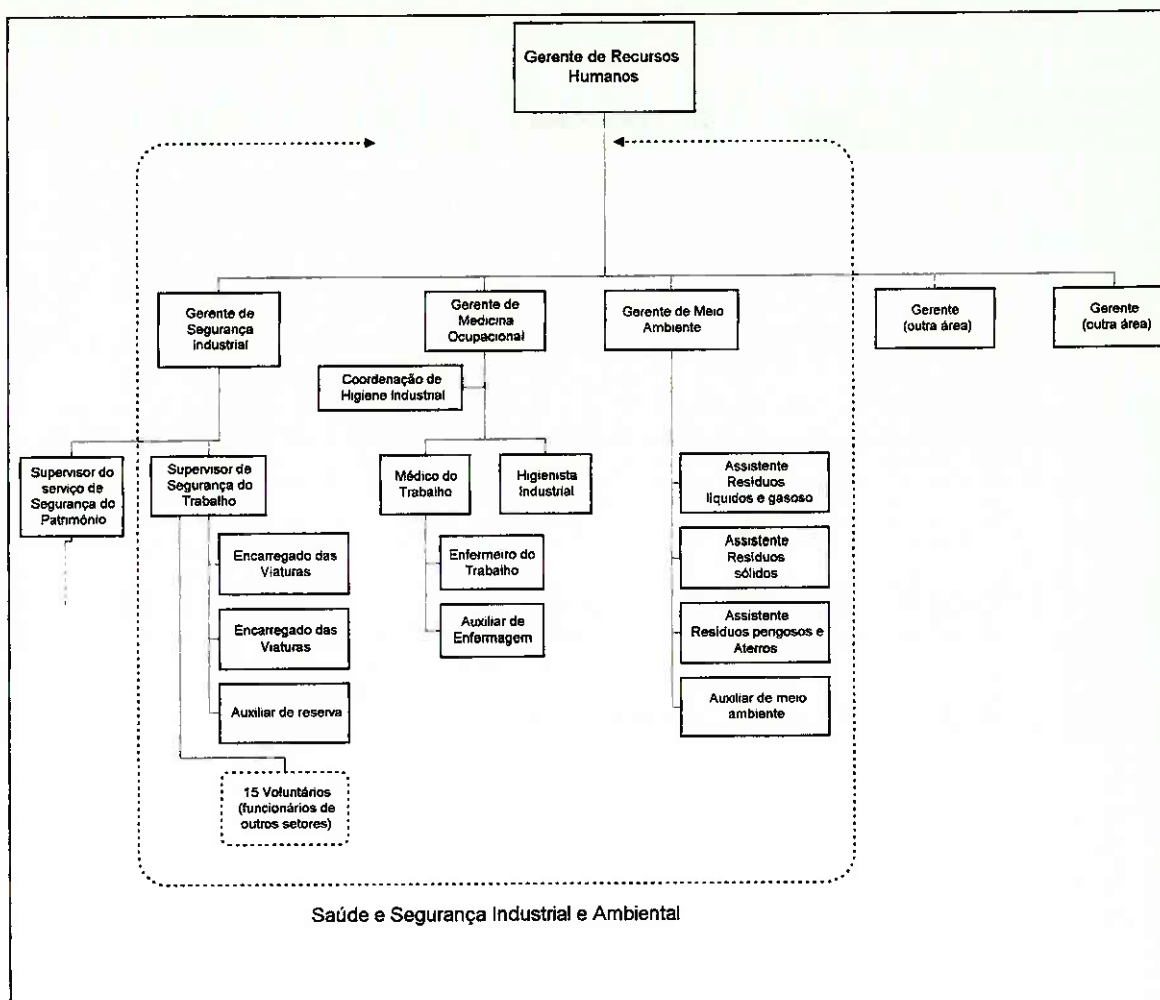 Gerente de Recursos
Humanos
Gerente de
Segurança
Industrial
Gerente de
Medicina
Ocupacional
Gerente de Meio
Ambiente
Gerente
(outra área)
Gerente
(outra área)
Coordenação de
Higiene Industrial
Supervisor do
serviço de
Segurança do
Patrimônio
Supervisor de
Segurança do
Trabalho
Médico do
Trabalho
Higienista
Industrial
Assistente
Resíduos
líquidos e gasoso
Encarregado das
Viaturas
Enfermeiro do
Trabalho
Assistente
Resíduos
sólidos
Encarregado das
Viaturas
Auxiliar de
Enfermagem
Assistente
Resíduos perigosos e
Aterros
Auxiliar de reserva
Auxiliar de meio
ambiente
15 Voluntários
(funcionários de
outros setores)
Saúde e Segurança Industrial e Ambiental